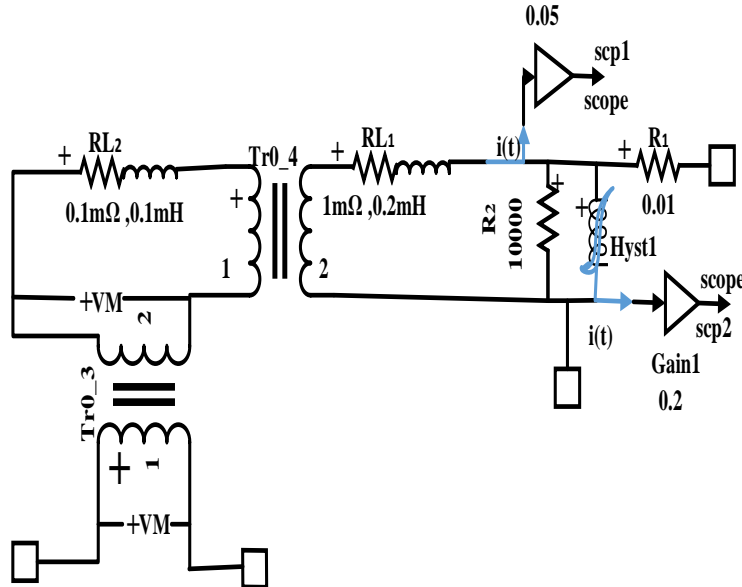 0.05
scp1
scope
RL2
Tr0_4
RL1
i(t)
R1
+
+
+
+
0.1mΩ ,0.1mH
+
1mΩ ,0.2mH
+
R2
10000
+
0.01
Hyst1
1
2
+VM
scope
scp2
i(t)
Gain1
0.2
2
Tr0_3
1
+
+VM